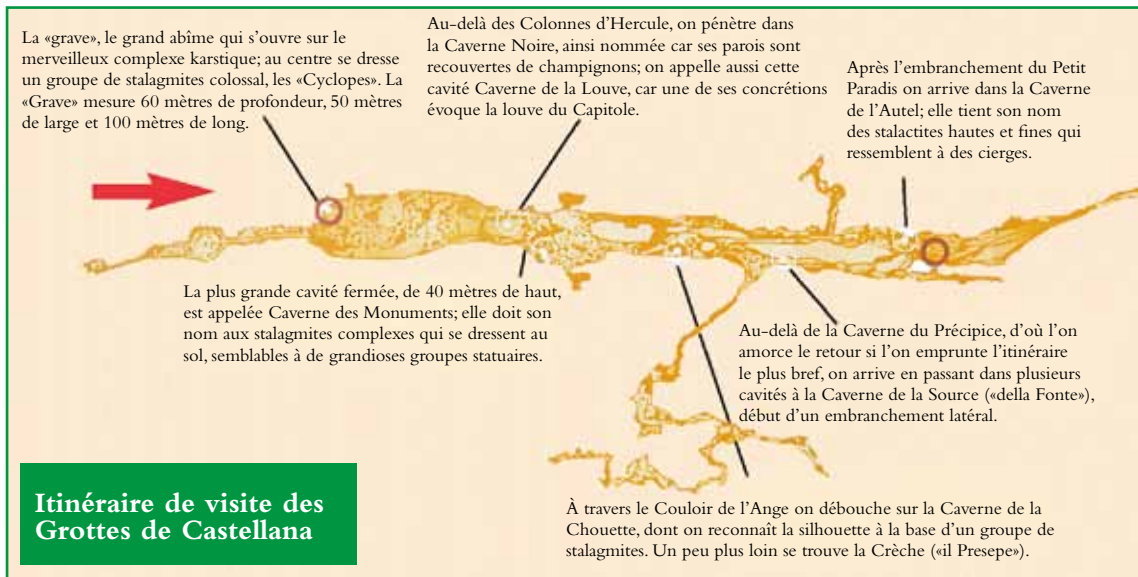 La «grave», le grand abîme qui s’ouvre sur le
merveilleux complexe karstique; au centre se dresse
un groupe de stalagmites colossal, les «Cyclopes». La
«Grave» mesure 60 mètres de profondeur, 50 mètres
de large et 100 mètres de long.
Au-delà des Colonnes d’Hercule, on pénètre dans
la Caverne Noire, ainsi nommée car ses parois sont
recouvertes de champignons; on appelle aussi cette
cavité Caverne de la Louve, car une de ses concrétions
évoque la louve du Capitole.
Après l’embranchement du Petit
Paradis on arrive dans la Caverne
de l’Autel; elle tient son nom
des stalactites hautes et fines qui
ressemblent à des cierges.
La plus grande cavité fermée, de 40 mètres de haut,
est appelée Caverne des Monuments; elle doit son
nom aux stalagmites complexes qui se dressent au
sol, semblables à de grandioses groupes statuaires.
Au-delà de la Caverne du Précipice, d’où l’on
amorce le retour si l’on emprunte l’itinéraire
le plus bref, on arrive en passant dans plusieurs
cavités à la Caverne de la Source («della Fonte»),
début d’un embranchement latéral.
À travers le Couloir de l’Ange on débouche sur la Caverne de la
Chouette, dont on reconnaît la silhouette à la base d’un groupe de
stalagmites. Un peu plus loin se trouve la Crèche («il Presepe»).
Itinéraire de visite des
Grottes de Castellana